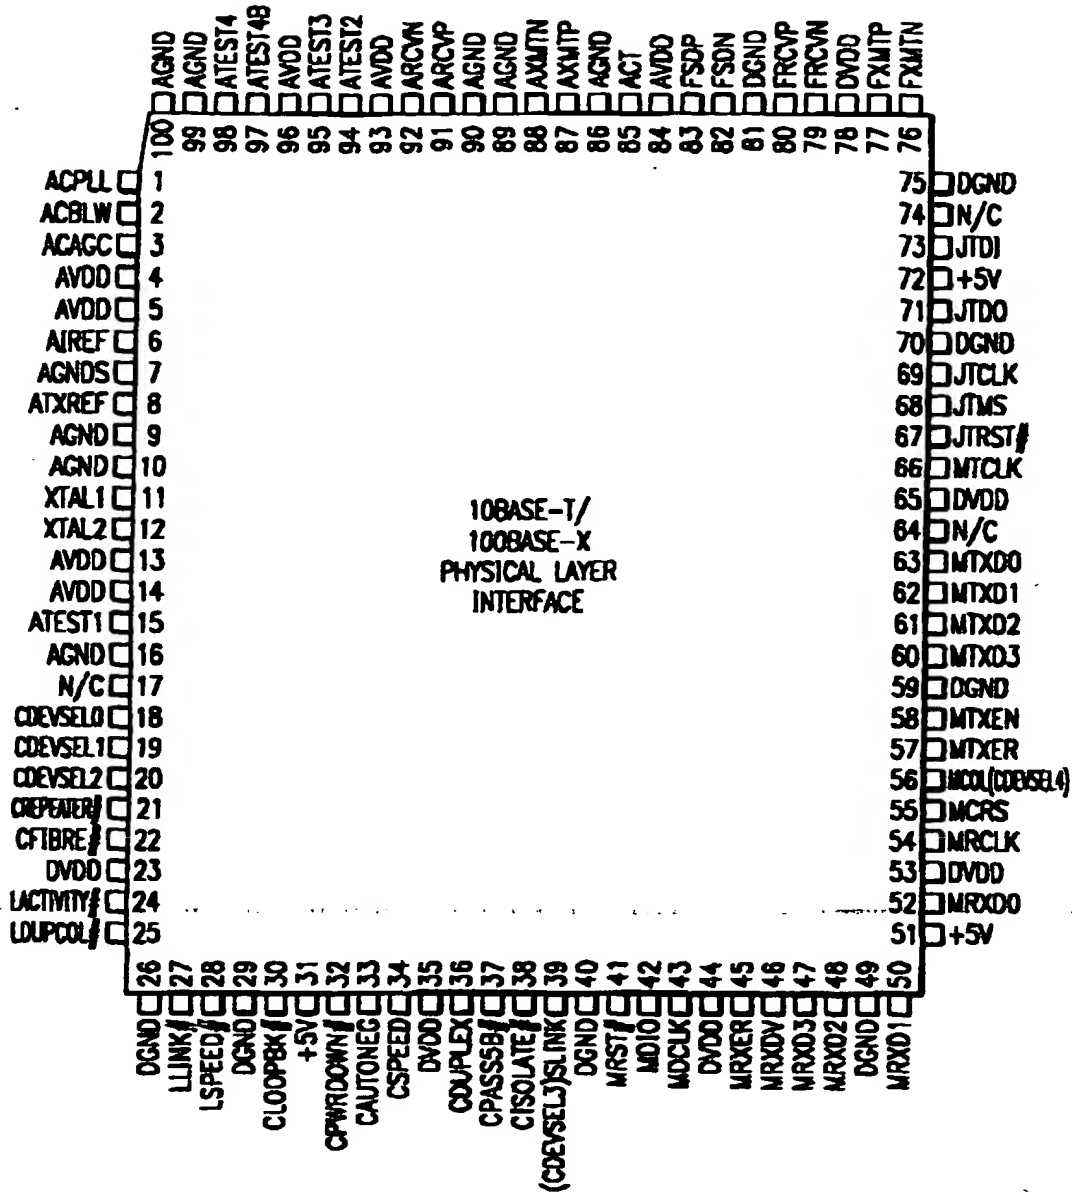 AGND
AGND
ATEST4
ATEST4B
AVDD
ATEST3
ATEST2
AVDD
ARCVN
ARCVP
AGND
AGND
AXMTN
AXMTP
AGND
ACT
AVDD
FSDP
FSDN
DGND
FRCVP
FRCVN
DVDD
FXMTP
FXMTN
100 99 98 97 96 95 94 93 92 91 90 89 88 87 86 85 84 83 82 81 80 79 78 77 76
ACPLL 1
ACBLW 2
ACAGC 3
AVDD 4
AVDD 5
AIREF 6
AGNDS 7
ATXREF 8
AGND 9
AGND 10
XTAL1 11
XTAL2 12
AVDD 13
AVDD 14
ATEST1 15
AGND 16
N/C 17
CDEVSEL0 18
CDEVSEL1 19
CDEVSEL2 20
CREPEATER# 21
CFIBRE# 22
DVDD 23
LACTIVITY# 24
LDUPCOL# 25
10BASE-T/
100BASE-X
PHYSICAL LAYER
INTERFACE
75 DGND
74 N/C
73 JTDI
72 +5V
71 JTDO
70 DGND
69 JTCLK
68 JTMS
67 JTRST#
66 MTCLK
65 DVDD
64 N/C
63 MTXD0
62 MTXD1
61 MTXD2
60 MTXD3
59 DGND
58 MTXEN
57 MTXER
56 MCOL(CDEVSEL4)
55 MCRS
54 MRCLK
53 DVDD
52 MRXD0
51 +5V
26 27 28 29 30 31 32 33 34 35 36 37 38 39 40 41 42 43 44 45 46 47 48 49 50
DGND
LLINK#
LSPEED#
DGND
CLOOPBK#
+5V
CPWRDOWN#
CAUTONEG
CSPEED
DVDD
CDUPLEX
CPASS5B#
CISOLATE#
(CDEVSEL3)SLINK
DGND
MRST#
MDIO
MDCLK
DVDD
MRXER
MRXDV
MRXD3
MRXD2
DGND
MRXD1